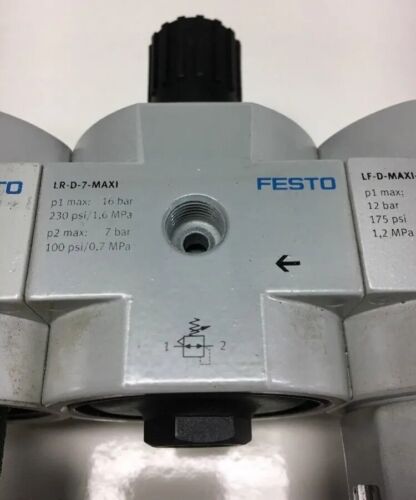 TO
LR-D-7-MAXI
p1 max: 16 bar
230 psi/1,6 MPa
p2 max: 7 bar
100 psi/0,7 MPa
FESTO
1 2
LF-D-MAXI-
p1 max:
12 bar
175 psi
1,2 MPa